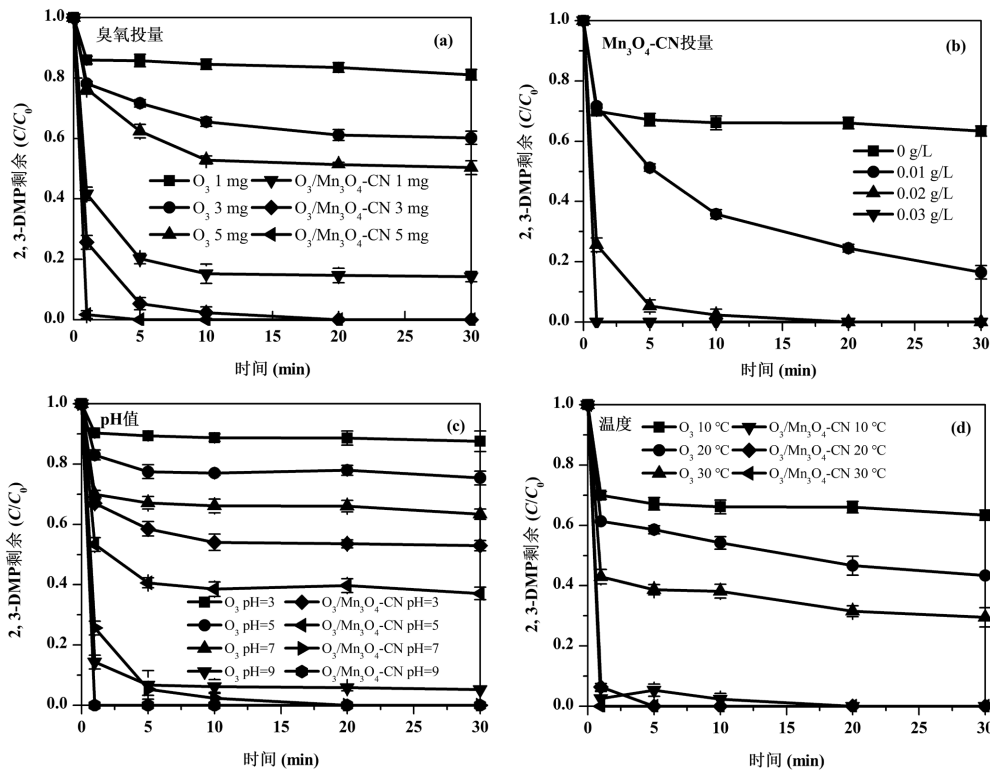 臭氧投量
(a)
1.0
0.8
0.6
0.4
0.2
0.0
2, 3-DMP剩余 (C/C₀)
O₃ 1 mg
O₃/Mn₃O₄-CN 1 mg
O₃ 3 mg
O₃/Mn₃O₄-CN 3 mg
O₃ 5 mg
O₃/Mn₃O₄-CN 5 mg
0 5 10 20 30
时间 (min)
Mn₃O₄-CN投量
(b)
1.0
0.8
0.6
0.4
0.2
0.0
2, 3-DMP剩余 (C/C₀)
0 g/L
0.01 g/L
0.02 g/L
0.03 g/L
0 5 10 20 30
时间 (min)
pH值
(c)
1.0
0.8
0.6
0.4
0.2
0.0
2, 3-DMP剩余 (C/C₀)
O₃ pH=3
O₃/Mn₃O₄-CN pH=3
O₃ pH=5
O₃/Mn₃O₄-CN pH=5
O₃ pH=7
O₃/Mn₃O₄-CN pH=7
O₃ pH=9
O₃/Mn₃O₄-CN pH=9
0 5 10 20 30
时间 (min)
温度
(d)
1.0
0.8
0.6
0.4
0.2
0.0
2, 3-DMP剩余 (C/C₀)
O₃ 10 °C
O₃/Mn₃O₄-CN 10 °C
O₃ 20 °C
O₃/Mn₃O₄-CN 20 °C
O₃ 30 °C
O₃/Mn₃O₄-CN 30 °C
0 5 10 20 30
时间 (min)